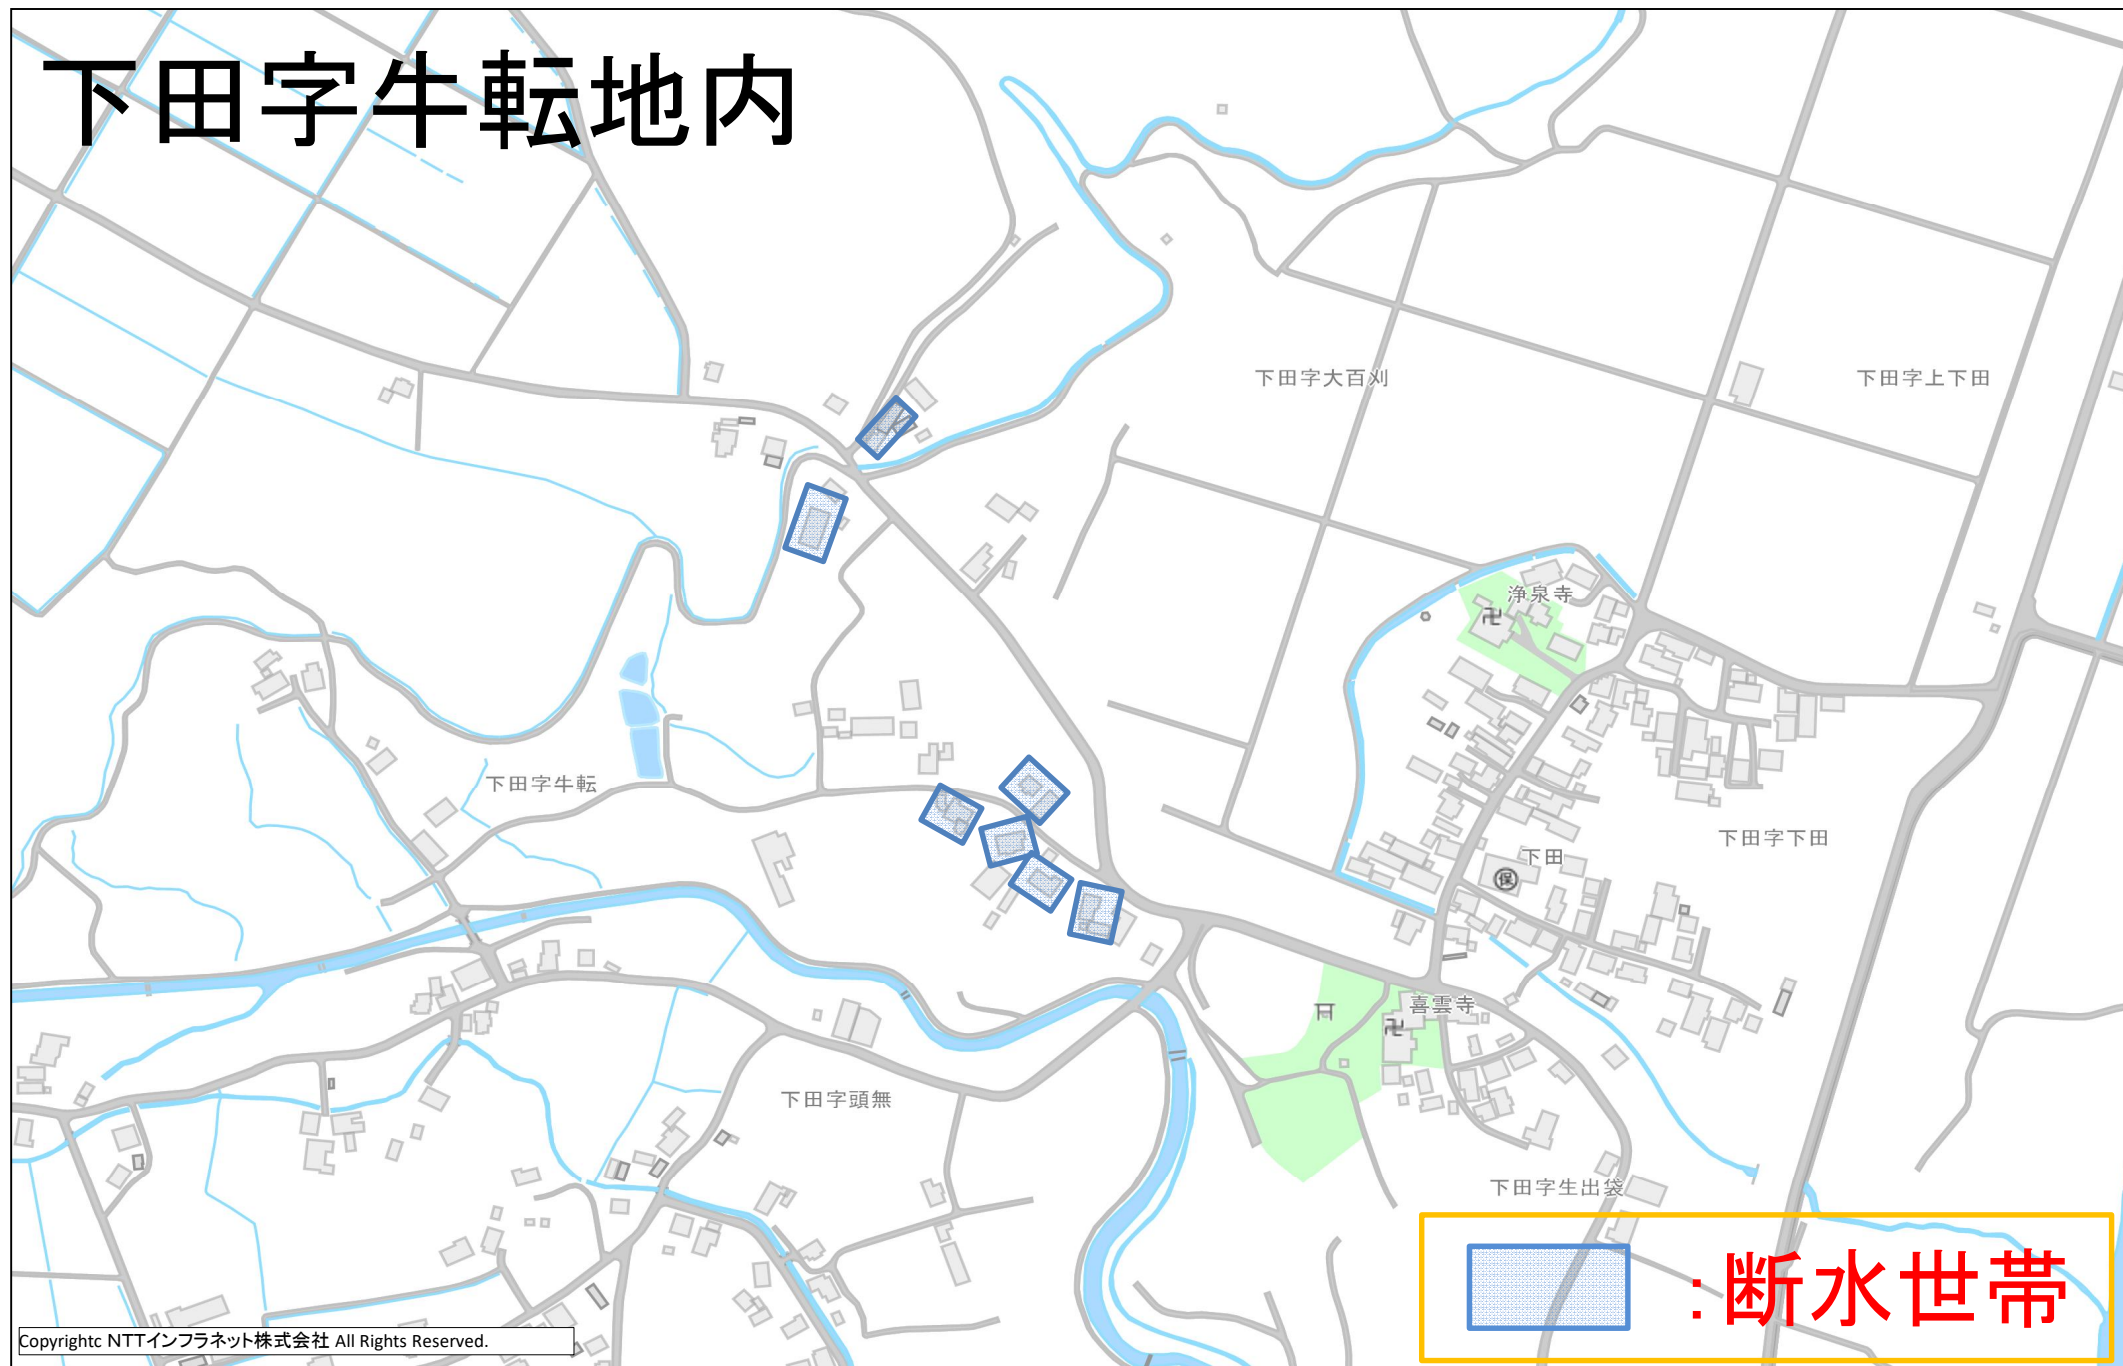 下田字牛転地内
下田字大百刈
下田字上下田
浄泉寺
下田字牛転
下田字下田
下田
保
喜雲寺
下田字頭無
下田字生出袋
:断水世帯
Copyrightc NTTインフラネット株式会社 All Rights Reserved.